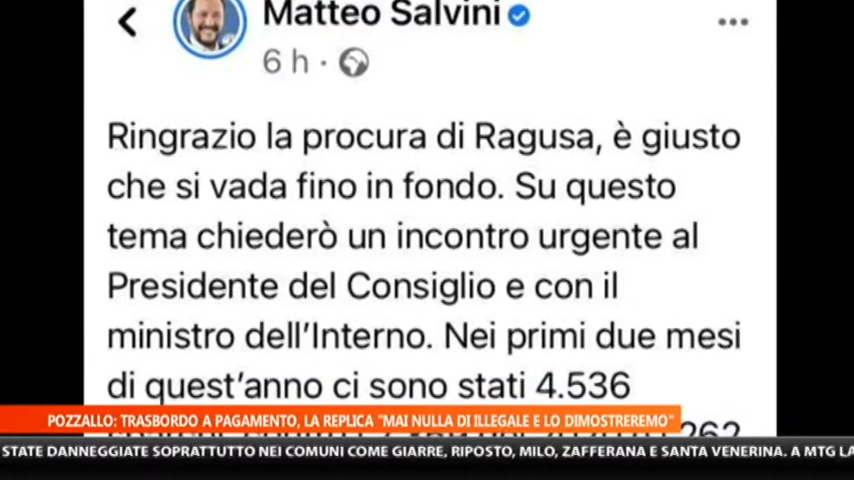 Matteo Salvini
6 h ·
Ringrazio la procura di Ragusa, è giusto
che si vada fino in fondo. Su questo
tema chiederò un incontro urgente al
Presidente del Consiglio e con il
ministro dell'Interno. Nei primi due mesi
di quest'anno ci sono stati 4.536
262
POZZALLO: TRASBORDO A PAGAMENTO, LA REPLICA "MAI NULLA DI ILLEGALE E LO DIMOSTREREMO"
STATE DANNEGGIATE SOPRATTUTTO NEI COMUNI COME GIARRE, RIPOSTO, MILO, ZAFFERANA E SANTA VENERINA. A MTG LA